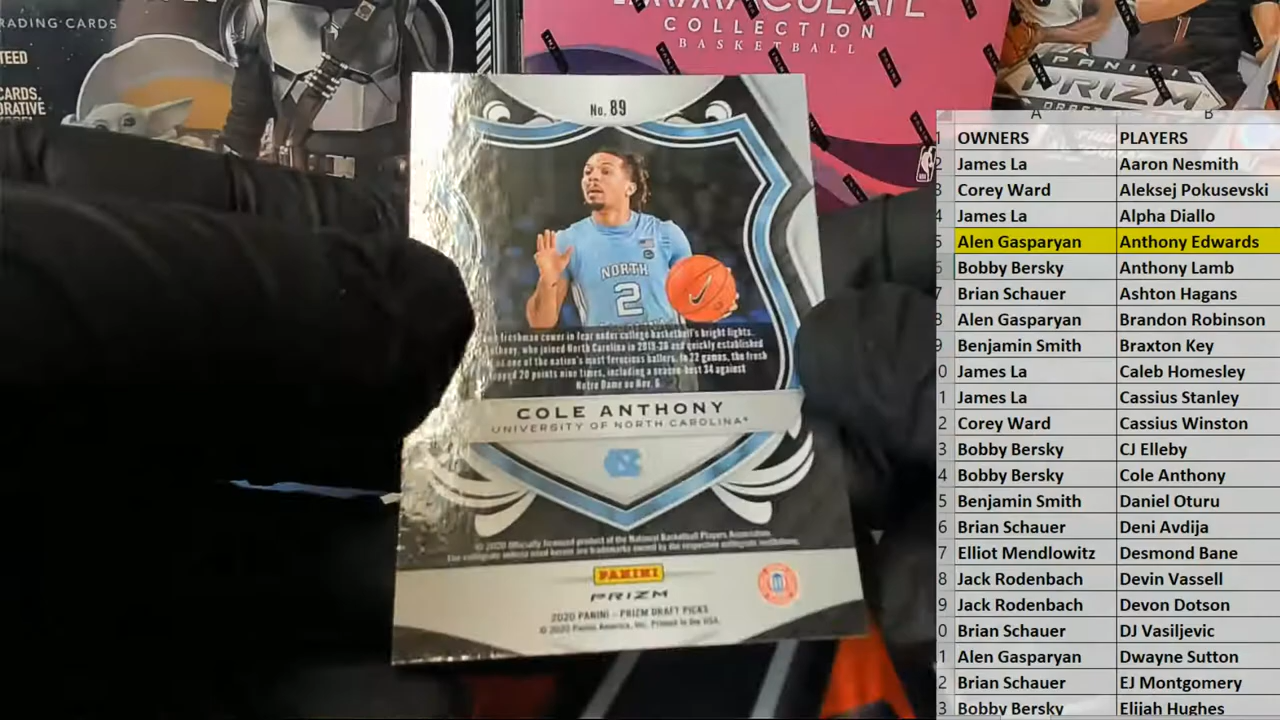 RADING CARDS
TEED
CARDS,
ORATIVE
COLLECTION
BASKETBALL
PANINI
PRIZM
No. 89
NORTH
2
freshman cower in fear under college basketball's bright lights.
who joined North Carolina in 2019-20 and quickly established
as one of the nation's most ferocious ballers. In 22 games, the frosh
20 points nine times, including a season-best 34 against
Notre Dame on Nov. 6.
COLE ANTHONY
UNIVERSITY OF NORTH CAROLINA®
© 2020 Officially licensed product of the National Basketball Players Association.
The collegiate vehicles used herein are trademarks owned by the respective collegiate institutions.
PANINI
PRIZM
2020 PANINI – PRIZM DRAFT PICKS
© 2020 Panini America, Inc. Printed in the USA.
A B
1 OWNERS PLAYERS
2 James La Aaron Nesmith
3 Corey Ward Aleksej Pokusevski
4 James La Alpha Diallo
5 Alen Gasparyan Anthony Edwards
6 Bobby Bersky Anthony Lamb
7 Brian Schauer Ashton Hagans
8 Alen Gasparyan Brandon Robinson
9 Benjamin Smith Braxton Key
0 James La Caleb Homesley
1 James La Cassius Stanley
2 Corey Ward Cassius Winston
3 Bobby Bersky CJ Elleby
4 Bobby Bersky Cole Anthony
5 Benjamin Smith Daniel Oturu
6 Brian Schauer Deni Avdija
7 Elliot Mendlowitz Desmond Bane
8 Jack Rodenbach Devin Vassell
9 Jack Rodenbach Devon Dotson
0 Brian Schauer DJ Vasiljevic
1 Alen Gasparyan Dwayne Sutton
2 Brian Schauer EJ Montgomery
3 Bobby Bersky Elijah Hughes